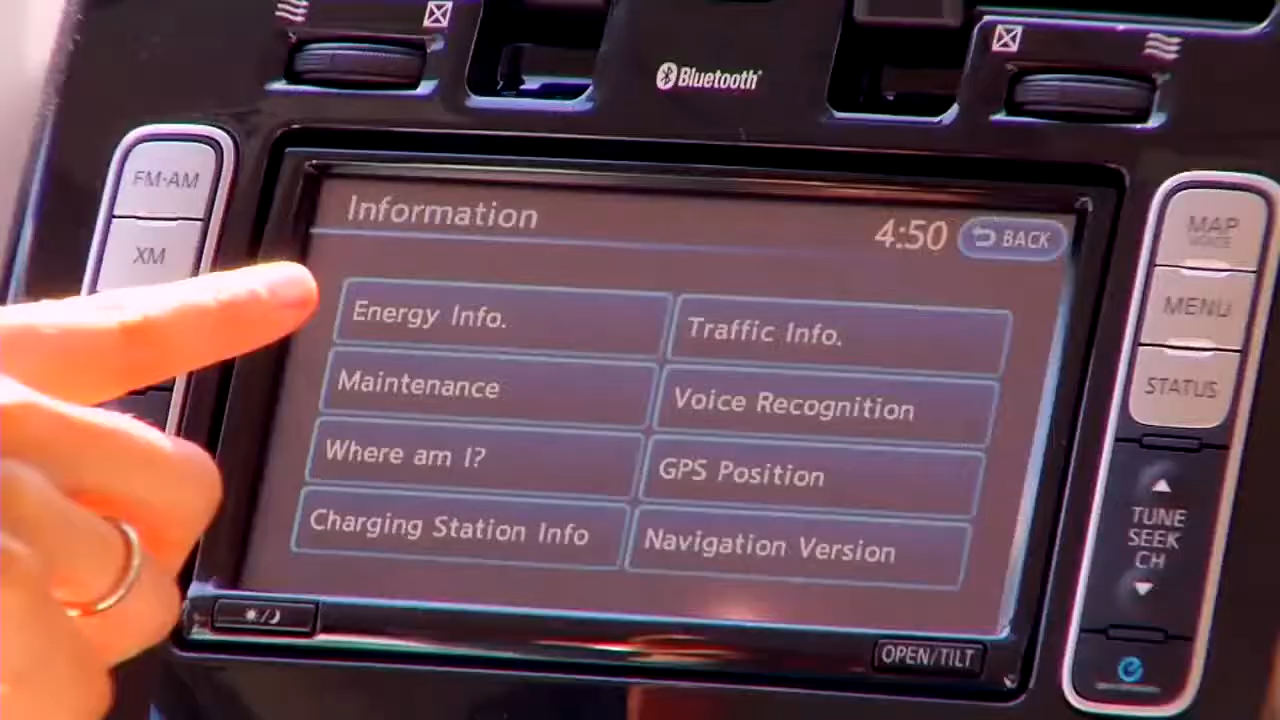 Bluetooth
FM·AM
XM
Information
4:50
BACK
Energy Info.
Traffic Info.
Maintenance
Voice Recognition
Where am I?
GPS Position
Charging Station Info
Navigation Version
MAP
VOICE
MENU
STATUS
TUNE
SEEK
CH
OPEN/TILT